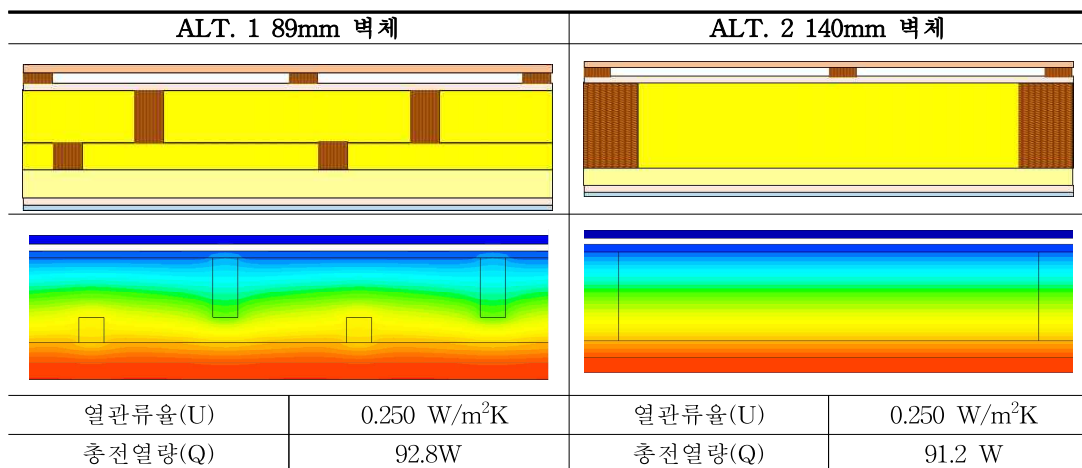 ALT. 1 89mm 벽체 ALT. 2 140mm 벽체
열관류율(U) 0.250 W/m²K 열관류율(U) 0.250 W/m²K
총전열량(Q) 92.8W 총전열량(Q) 91.2 W